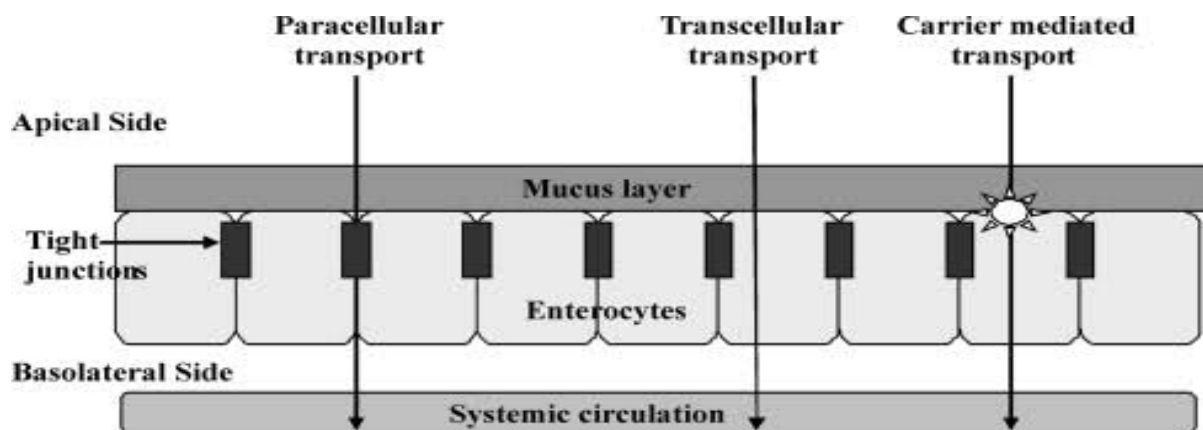 Paracellular
transport
Transcellular
transport
Carrier mediated
transport
Apical Side
Mucus layer
Tight
junctions
Enterocytes
Basolateral Side
Systemic circulation